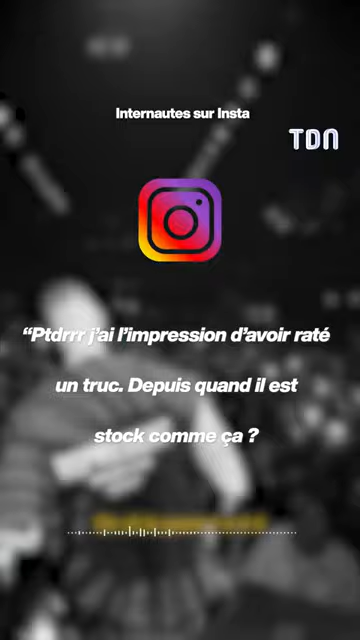 Internautes sur Insta
TDN
“Ptdrrr j’ai l’impression d’avoir raté
un truc. Depuis quand il est
stock comme ça ?